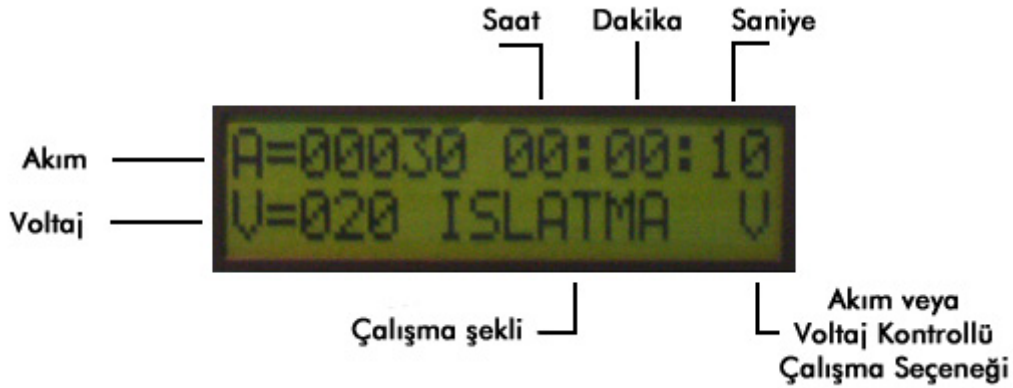 Saat Dakika Saniye
Akım
A=00030 00:00:10
Voltaj
V=020 ISLATMA V
Çalışma şekli
Akım veya
Voltaj Kontrollü
Çalışma Seçeneği